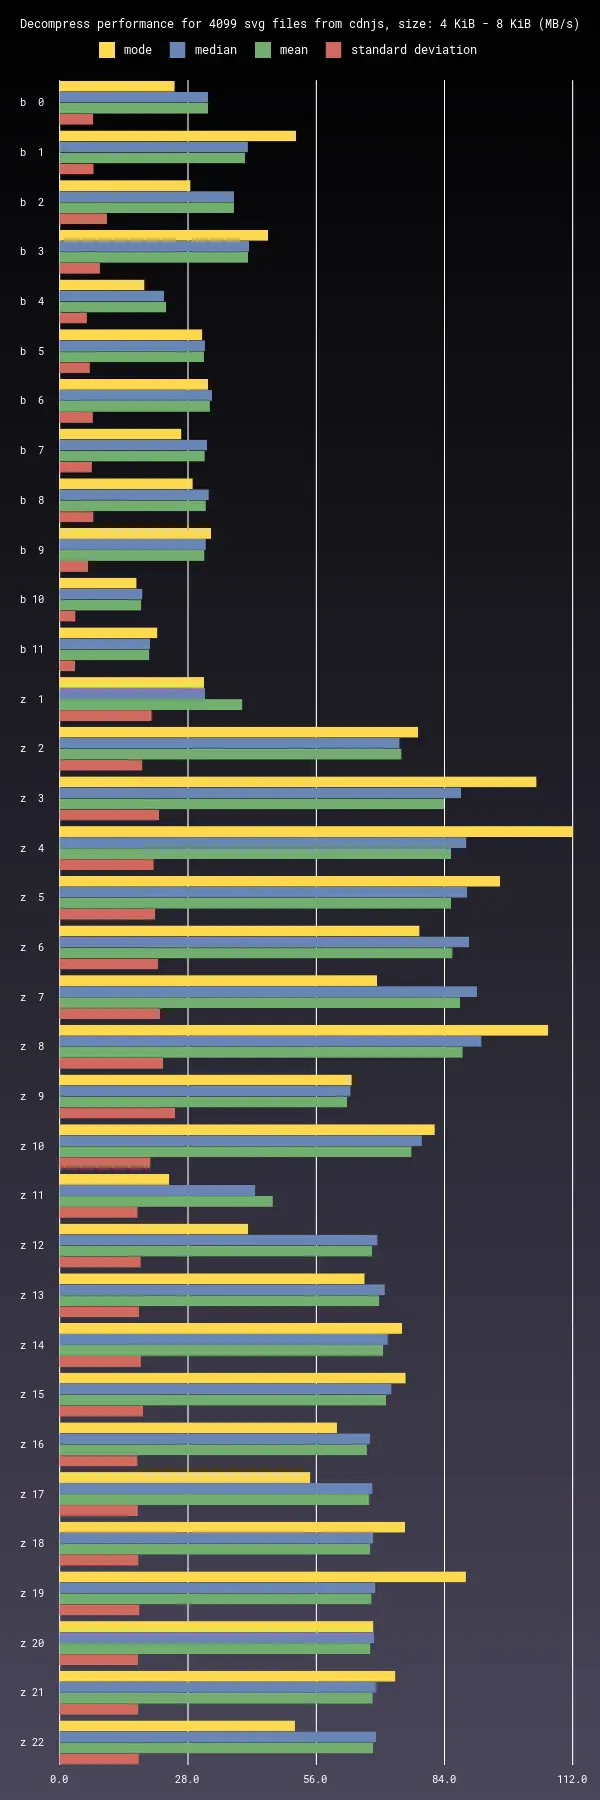 Decompress performance for 4099 svg files from cdnjs, size: 4 KiB - 8 KiB (MB/s)
mode median mean standard deviation
b 0
b 1
b 2
b 3
b 4
b 5
b 6
b 7
b 8
b 9
b 10
b 11
z 1
z 2
z 3
z 4
z 5
z 6
z 7
z 8
z 9
z 10
z 11
z 12
z 13
z 14
z 15
z 16
z 17
z 18
z 19
z 20
z 21
z 22
0.0 28.0 56.0 84.0 112.0